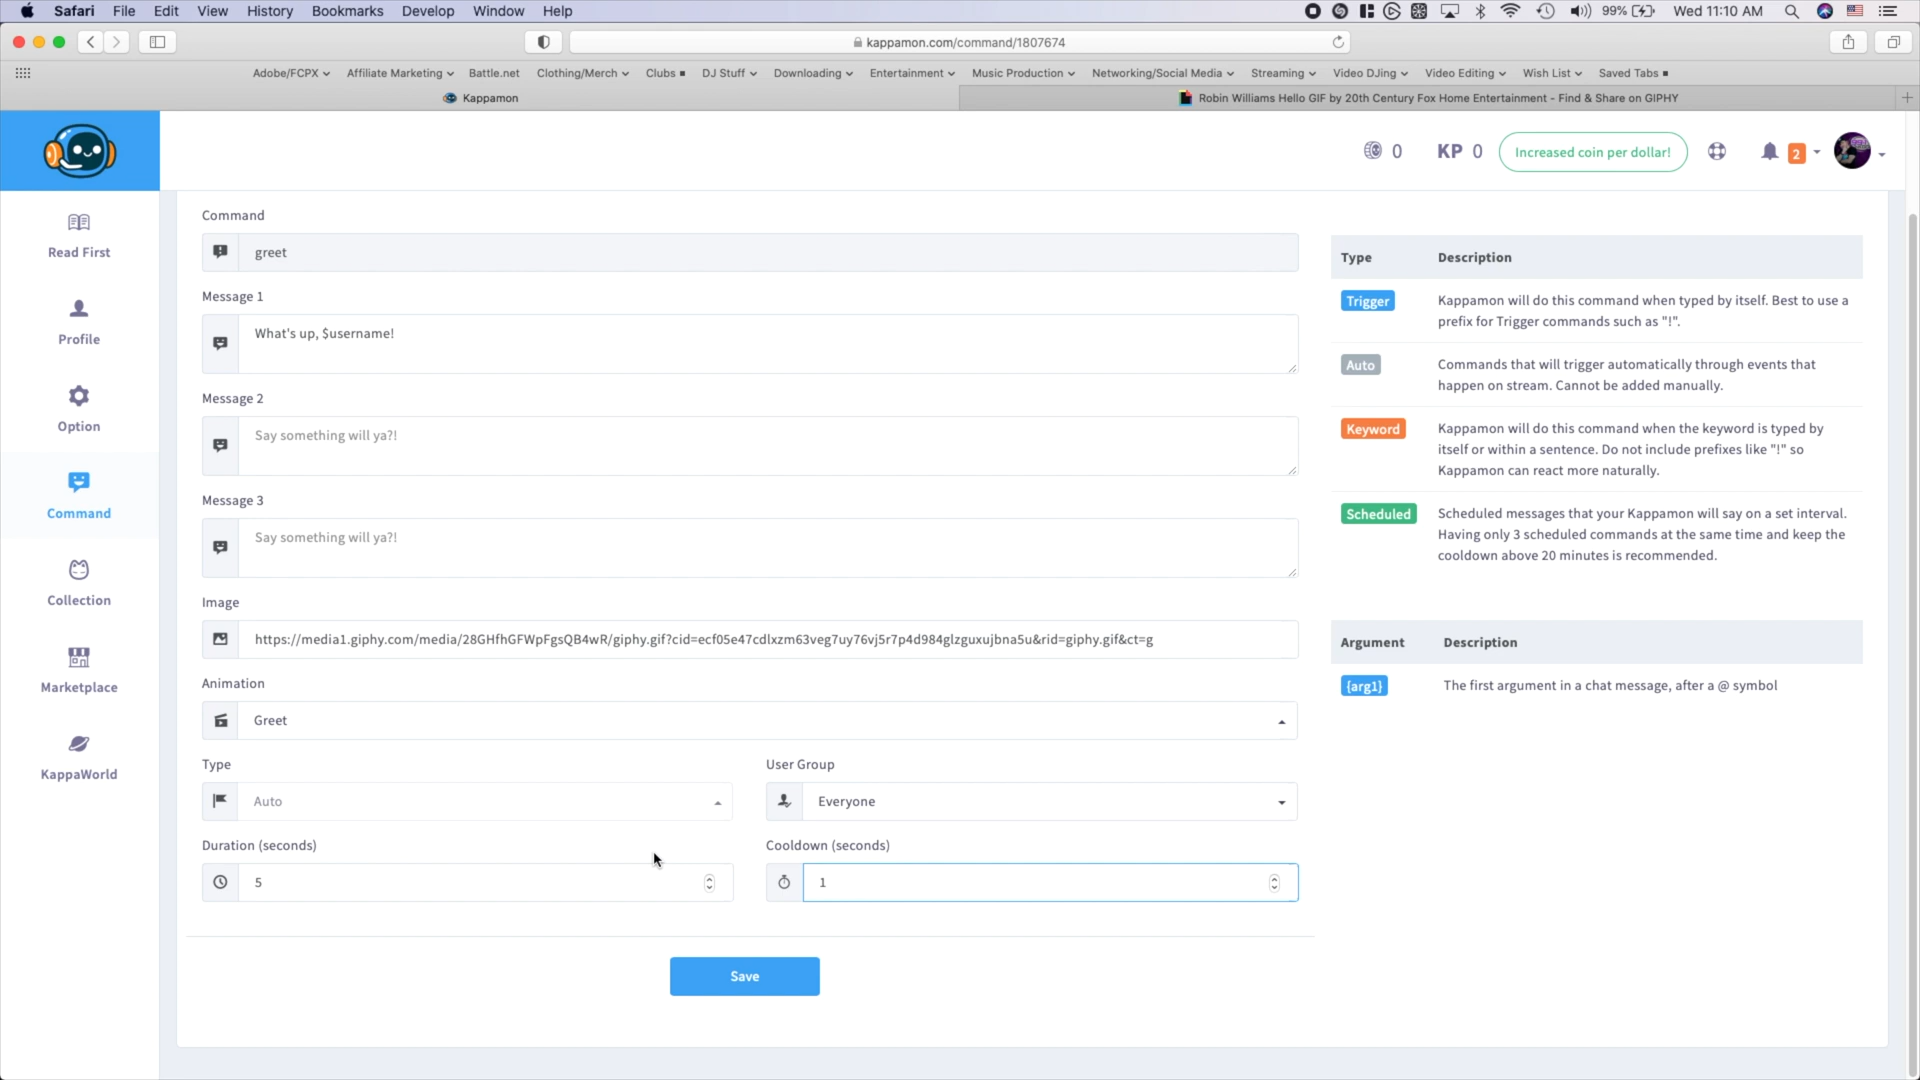 Safari File Edit View History Bookmarks Develop Window Help 99% Wed 11:10 AM
kappamon.com/command/1807674
Adobe/FCPX Affiliate Marketing Battle.net Clothing/Merch Clubs DJ Stuff Downloading Entertainment Music Production Networking/Social Media Streaming Video DJing Video Editing Wish List Saved Tabs
Kappamon Robin Williams Hello GIF by 20th Century Fox Home Entertainment - Find & Share on GIPHY
0 KP 0 Increased coin per dollar! 2
Read First
Profile
Option
Command
Collection
Marketplace
KappaWorld
Command
greet
Message 1
What's up, $username!
Message 2
Say something will ya?!
Message 3
Say something will ya?!
Image
https://media1.giphy.com/media/28GHfhGFWpFgsQB4wR/giphy.gif?cid=ecf05e47cdlxzm63veg7uy76vj5r7p4d984glzguxujbna5u&rid=giphy.gif&ct=g
Animation
Greet
Type User Group
Auto Everyone
Duration (seconds) Cooldown (seconds)
5 1
Save
Type Description
Trigger Kappamon will do this command when typed by itself. Best to use a
prefix for Trigger commands such as "!".
Auto Commands that will trigger automatically through events that
happen on stream. Cannot be added manually.
Keyword Kappamon will do this command when the keyword is typed by
itself or within a sentence. Do not include prefixes like "!" so
Kappamon can react more naturally.
Scheduled Scheduled messages that your Kappamon will say on a set interval.
Having only 3 scheduled commands at the same time and keep the
cooldown above 20 minutes is recommended.
Argument Description
{arg1} The first argument in a chat message, after a @ symbol